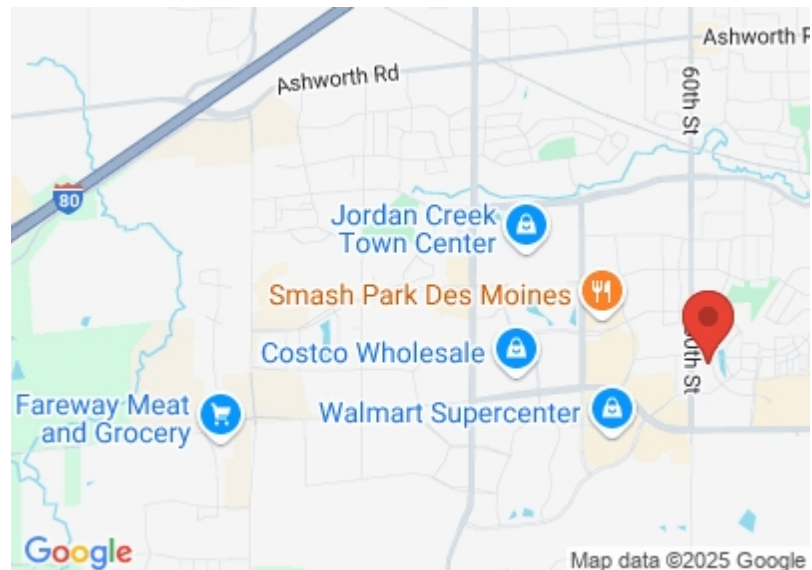 Ashworth R
Ashworth Rd
60th St
80
Jordan Creek
Town Center
Smash Park Des Moines
Costco Wholesale
60th St
Fareway Meat
and Grocery
Walmart Supercenter
Google
Map data ©2025 Google